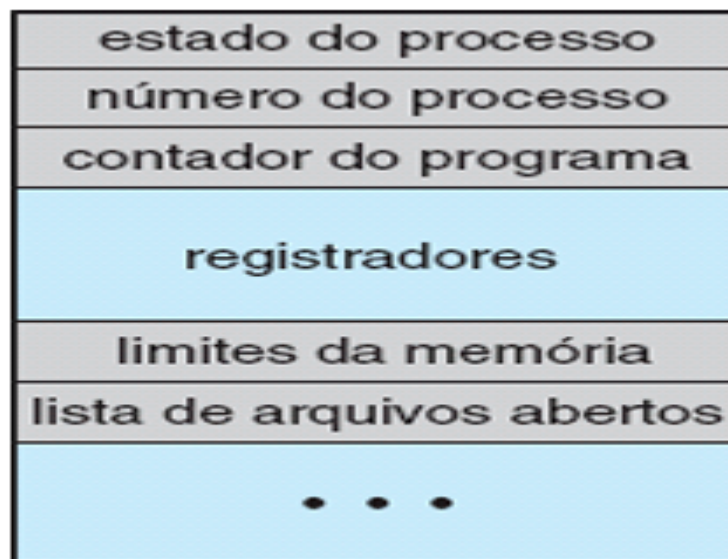 estado do processo
número do processo
contador do programa
registradores
limites da memória
lista de arquivos abertos
• • •